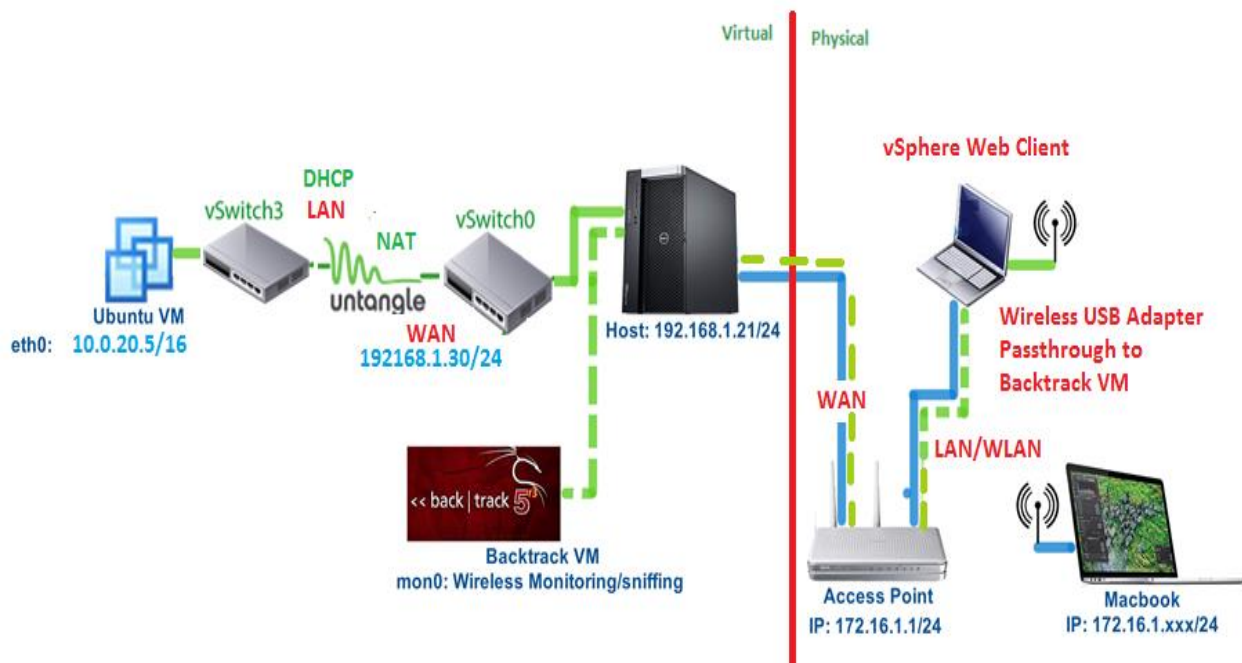 Virtual
Physical
vSphere Web Client
DHCP
LAN
vSwitch3
NAT
vSwitch0
untangle
Ubuntu VM
eth0: 10.0.20.5/16
WAN
192168.1.30/24
Host: 192.168.1.21/24
Wireless USB Adapter
Passthrough to
Backtrack VM
WAN
LAN/WLAN
<< back | track 5 r3
Backtrack VM
mon0: Wireless Monitoring/sniffing
Access Point
IP: 172.16.1.1/24
Macbook
IP: 172.16.1.xxx/24